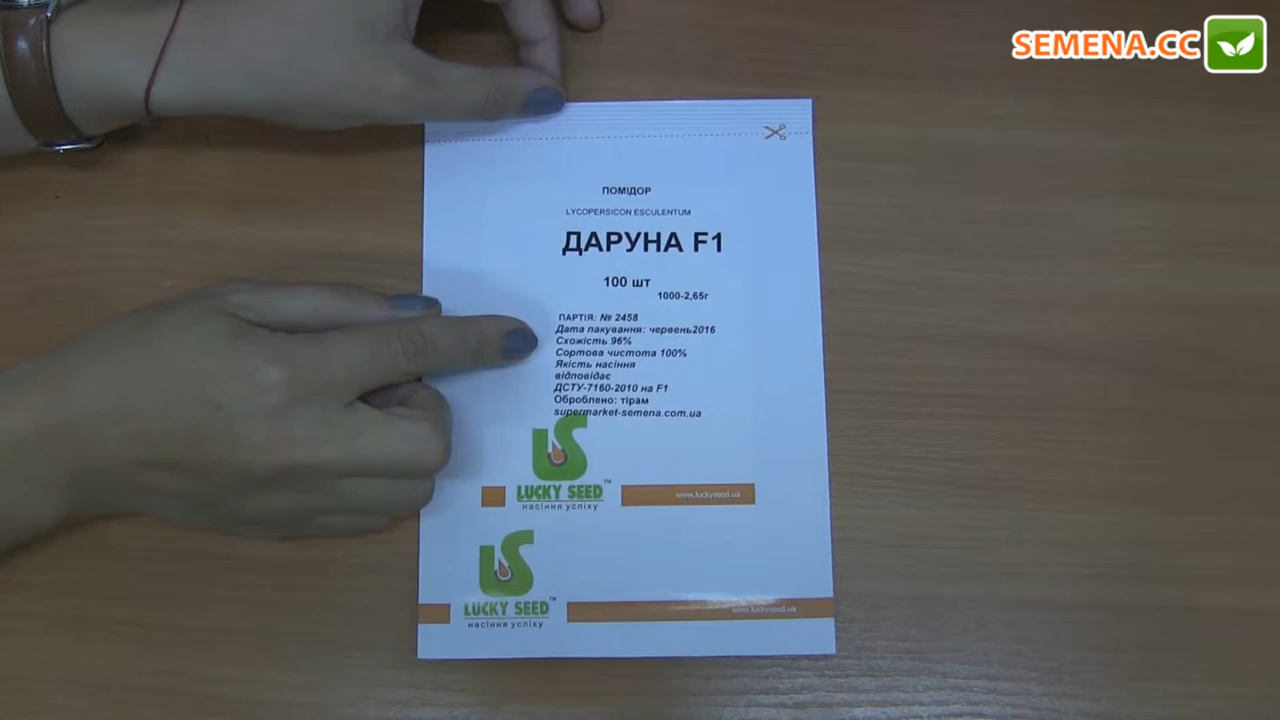 SEMENA.CC
ПОМІДОР
LYCOPERSICON ESCULENTUM
ДАРУНА F1
100 шт
1000-2,65г
ПАРТІЯ: № 2458
Дата пакування: червень2016
Схожість 96%
Сортова чистота 100%
Якість насіння
відповідає
ДСТУ-7160-2010 на F1
Оброблено: тірам
supermarket-semena.com.ua
LUCKY SEED™
насіння успіху
www.luckyseed.ua
LUCKY SEED™
насіння успіху
www.luckyseed.ua